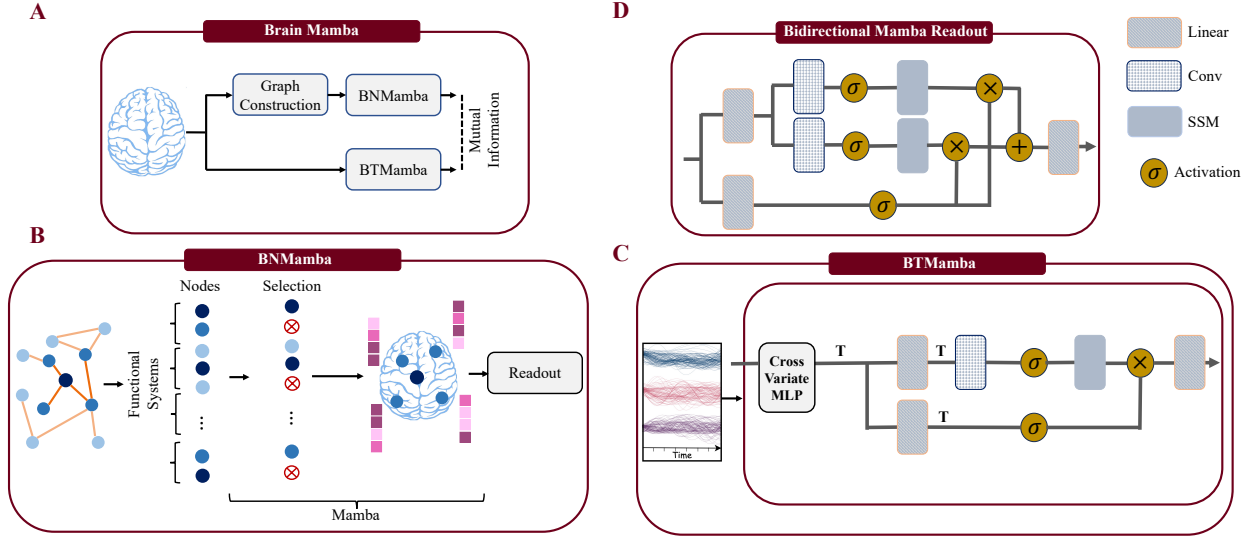 A
Brain Mamba
Graph
Construction
BNMamba
BTMamba
Mutual
Information
B
BNMamba
Nodes
Selection
Functional
Systems
...
...
Readout
Mamba
D
Bidirectional Mamba Readout
σ
×
σ
×
+
σ
Linear
Conv
SSM
σ Activation
C
BTMamba
Time
Cross
Variate
MLP
T
T
σ
×
T
σ